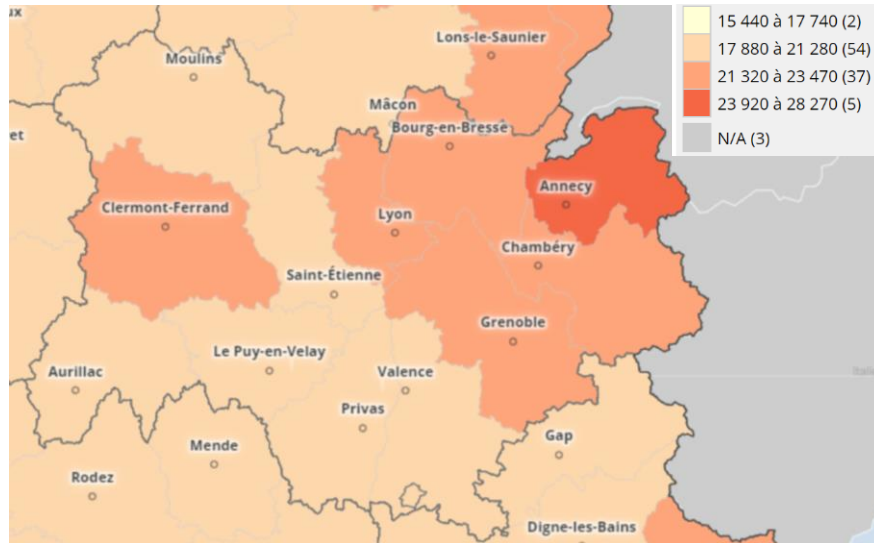 ux
Lons-le-Saunier
15 440 à 17 740 (2)
17 880 à 21 280 (54)
21 320 à 23 470 (37)
23 920 à 28 270 (5)
N/A (3)
Moulins
Mâcon
Bourg-en-Bresse
et
Annecy
Clermont-Ferrand
Lyon
Chambéry
Saint-Étienne
Grenoble
Le Puy-en-Velay
Aurillac
Valence
Privas
Mende
Gap
Rodez
Digne-les-Bains